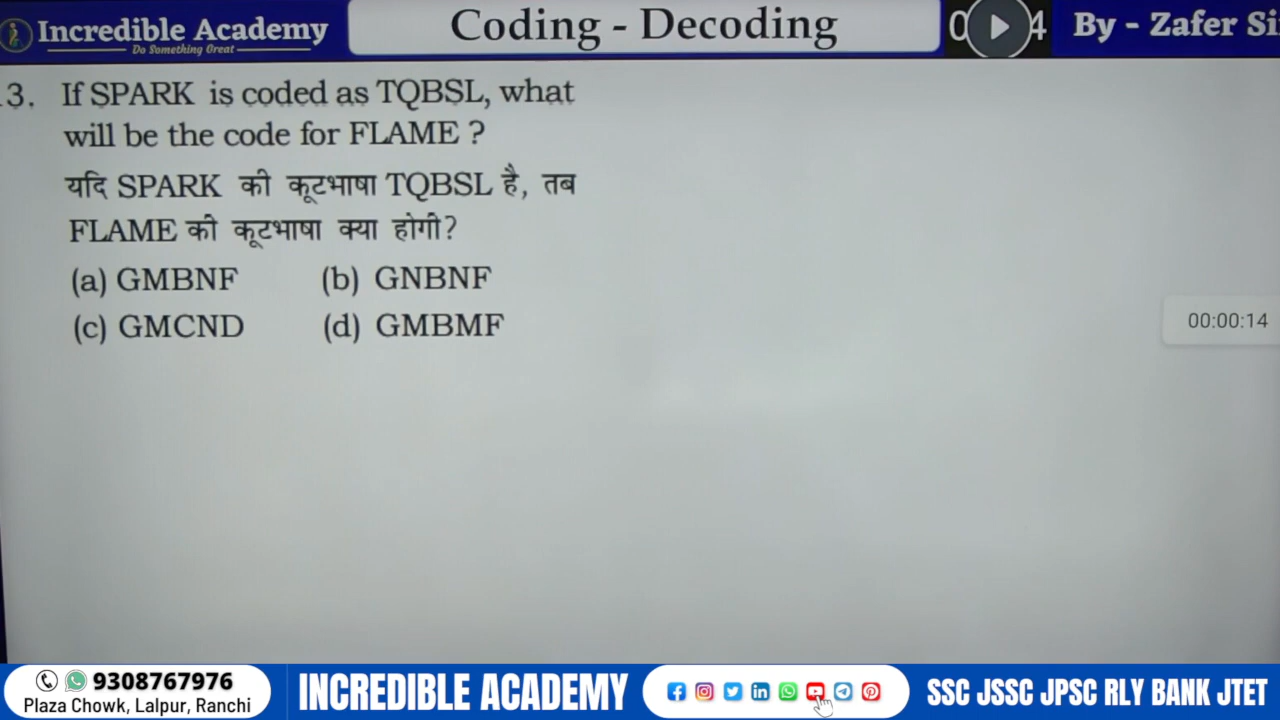 Incredible Academy
Do Something Great
Coding - Decoding
By - Zafer Si
3. If SPARK is coded as TQBSL, what
will be the code for FLAME ?
यदि SPARK की कूटभाषा TQBSL है, तब
FLAME की कूटभाषा क्या होगी?
(a) GMBNF (b) GNBNF
(c) GMCND (d) GMBMF
00:00:14
9308767976
Plaza Chowk, Lalpur, Ranchi
INCREDIBLE ACADEMY
SSC JSSC JPSC RLY BANK JTET